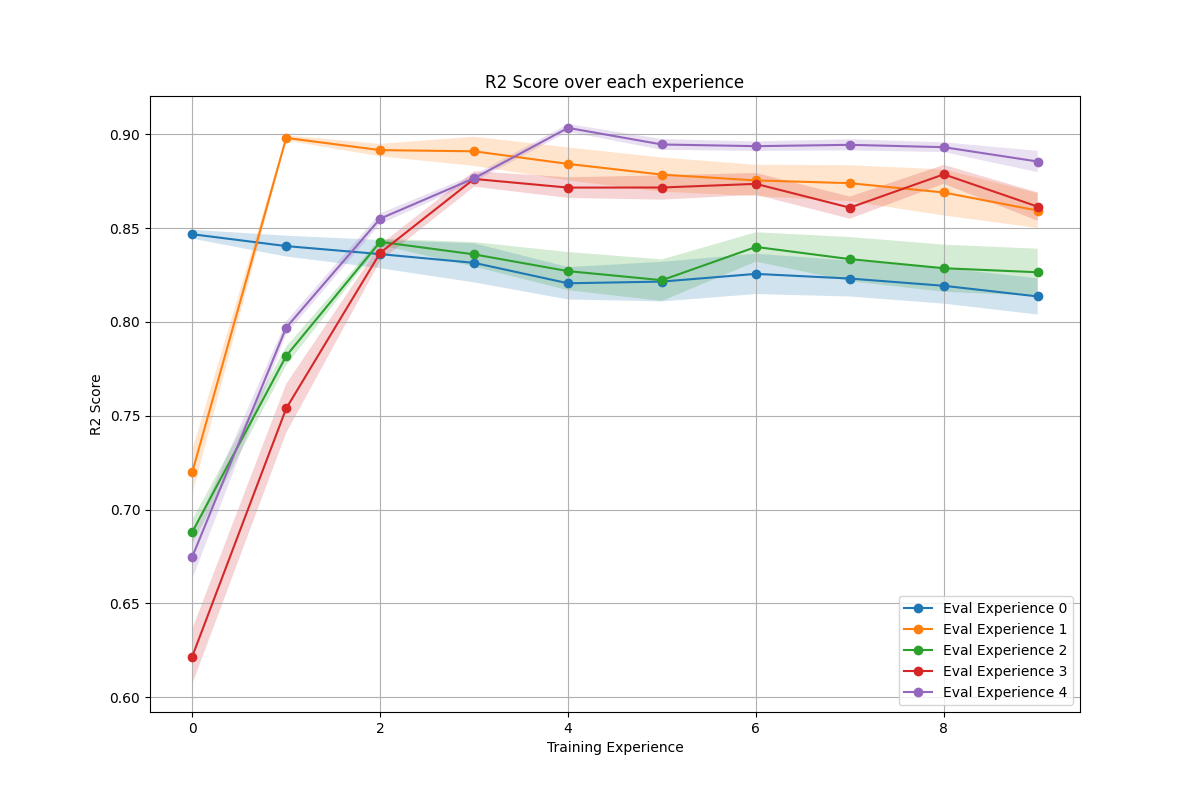 R2 Score over each experience
0.90
0.85
0.80
0.75
0.70
0.65
0.60
R2 Score
Eval Experience 0
Eval Experience 1
Eval Experience 2
Eval Experience 3
Eval Experience 4
0 2 4 6 8
Training Experience